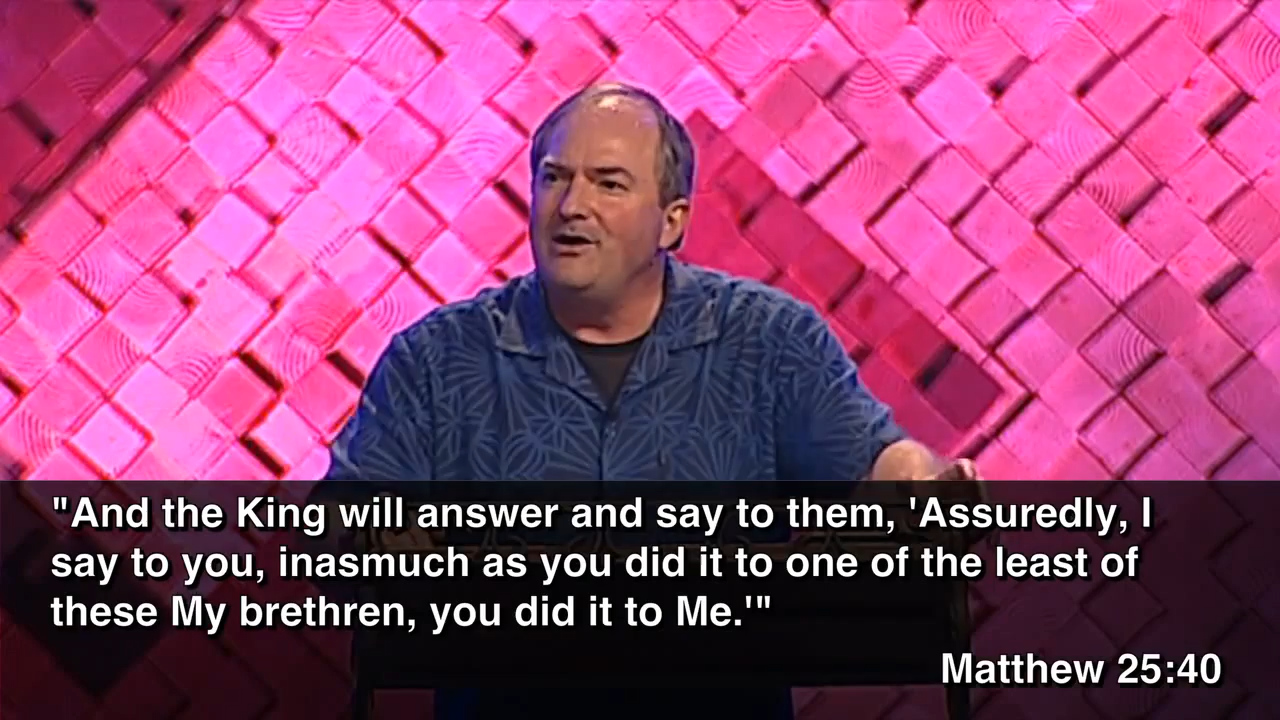 "And the King will answer and say to them, 'Assuredly, I
say to you, inasmuch as you did it to one of the least of
these My brethren, you did it to Me.'"
Matthew 25:40